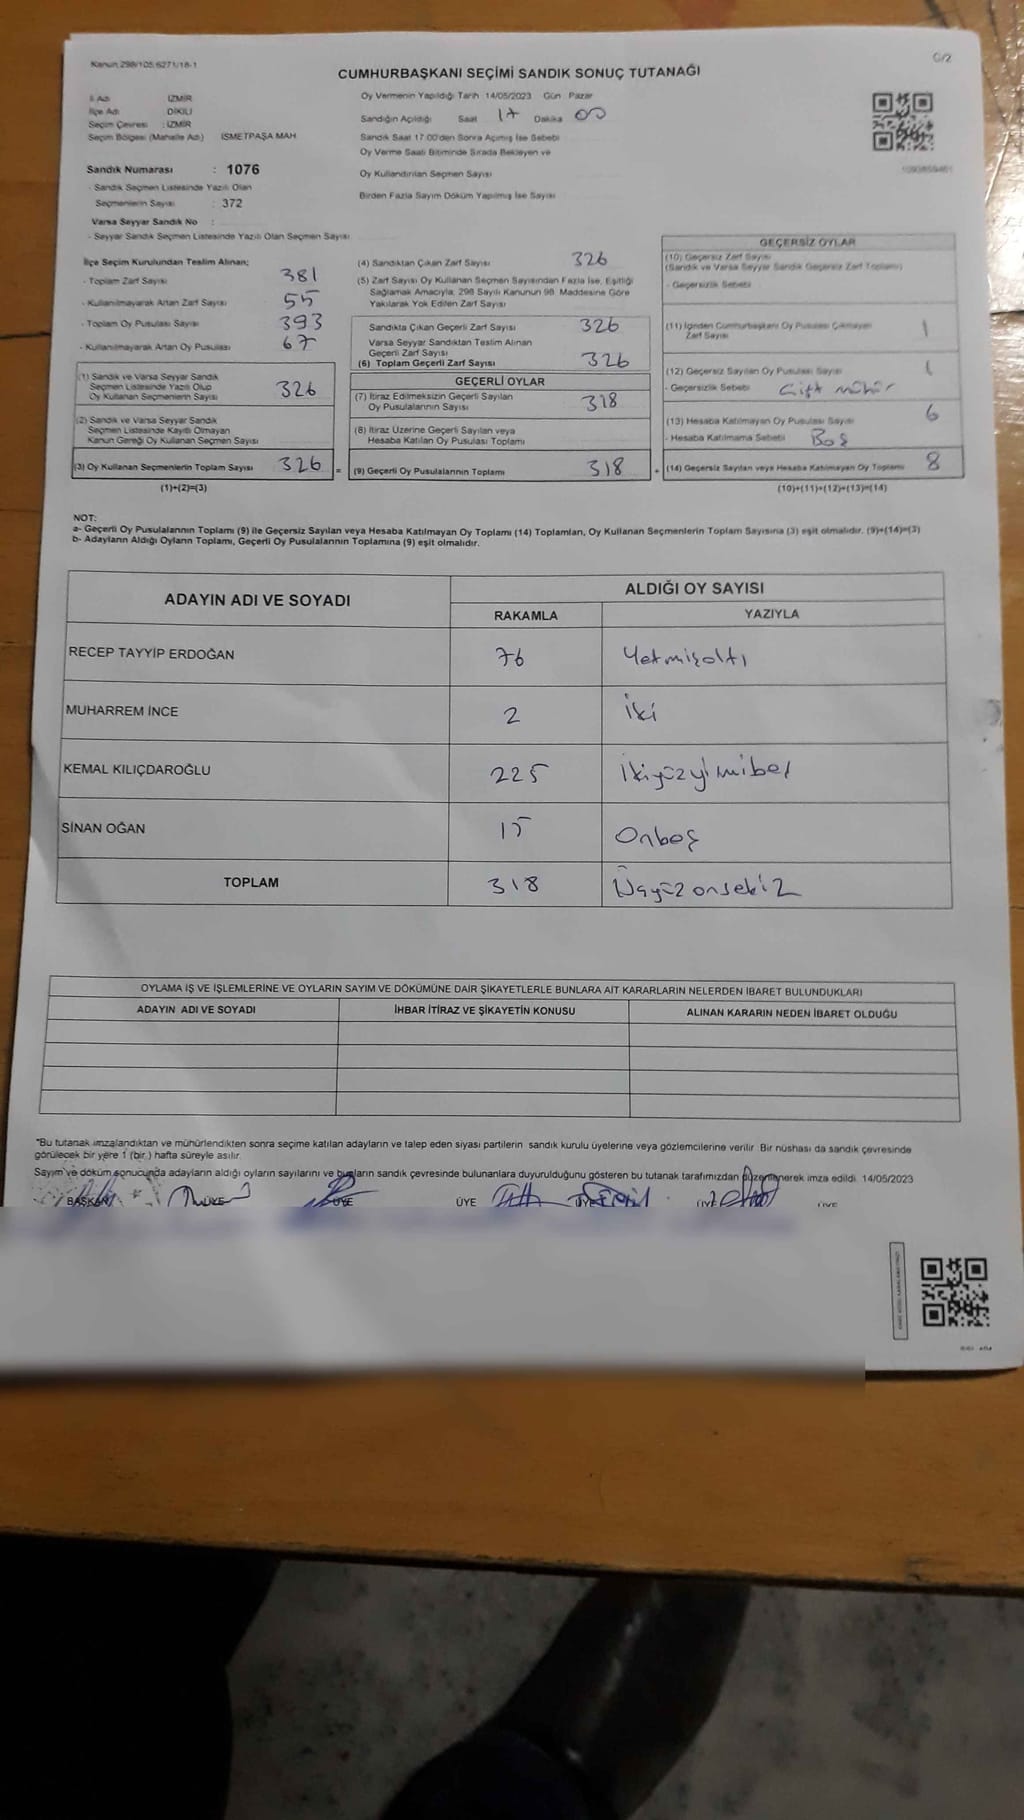 Kanun 298/105 6271/18-1
C/2
CUMHURBAŞKANI SEÇİMİ SANDIK SONUÇ TUTANAĞI
İl Adı İZMİR
İlçe Adı DİKİLİ
Seçim Çevresi : İZMİR
Seçim Bölgesi (Mahalle Adı) İSMETPAŞA MAH
Sandık Numarası : 1076
- Sandık Seçmen Listesinde Yazılı Olan
Seçmenlerin Sayısı : 372
Varsa Seyyar Sandık No :
- Seyyar Sandık Seçmen Listesinde Yazılı Olan Seçmen Sayısı
Oy Vermenin Yapıldığı Tarih 14/05/2023 Gün Pazar
Sandığın Açıldığı Saat 17 Dakika 00
Sandık Saat 17.00'den Sonra Açılmış İse Sebebi
Oy Verme Saati Bitiminde Sırada Bekleyen ve
Oy Kullandırılan Seçmen Sayısı
Birden Fazla Sayım Döküm Yapılmış İse Sayısı
İlçe Seçim Kurulundan Teslim Alınan;
- Toplam Zarf Sayısı 381
- Kullanılmayarak Artan Zarf Sayısı 55
- Toplam Oy Pusulası Sayısı 393
- Kullanılmayarak Artan Oy Pusulası 67
(1) Sandık ve Varsa Seyyar Sandık
Seçmen Listesinde Yazılı Olup
Oy Kullanan Seçmenlerin Sayısı 326
(2) Sandık ve Varsa Seyyar Sandık
Seçmen Listesinde Kayıtlı Olmayan
Kanun Gereği Oy Kullanan Seçmen Sayısı
(3) Oy Kullanan Seçmenlerin Toplam Sayısı 326 =
(1)+(2)=(3)
(4) Sandıktan Çıkan Zarf Sayısı 326
(5) Zarf Sayısı Oy Kullanan Seçmen Sayısından Fazla İse, Eşitliği
Sağlamak Amacıyla, 298 Sayılı Kanunun 98. Maddesine Göre
Yakılarak Yok Edilen Zarf Sayısı
Sandıkta Çıkan Geçerli Zarf Sayısı 326
Varsa Seyyar Sandıktan Teslim Alınan
Geçerli Zarf Sayısı
(6) Toplam Geçerli Zarf Sayısı 326
GEÇERLİ OYLAR
(7) İtiraz Edilmeksizin Geçerli Sayılan
Oy Pusulalarının Sayısı 318
(8) İtiraz Üzerine Geçerli Sayılan veya
Hesaba Katılan Oy Pusulası Toplamı
(9) Geçerli Oy Pusulalarının Toplamı 318 +
GEÇERSİZ OYLAR
(10) Geçersiz Zarf Sayısı
(Sandık ve Varsa Seyyar Sandık Geçersiz Zarf Toplamı)
- Geçersizlik Sebebi
(11) İçinden Cumhurbaşkanı Oy Pusulası Çıkmayan
Zarf Sayısı 1
(12) Geçersiz Sayılan Oy Pusulası Sayısı 1
- Geçersizlik Sebebi Çift mühür
(13) Hesaba Katılmayan Oy Pusulası Sayısı 6
- Hesaba Katılmama Sebebi Boş
(14) Geçersiz Sayılan veya Hesaba Katılmayan Oy Toplamı 8
(10)+(11)+(12)+(13)=(14)
NOT:
a- Geçerli Oy Pusulalarının Toplamı (9) ile Geçersiz Sayılan veya Hesaba Katılmayan Oy Toplamı (14) Toplamları, Oy Kullanan Seçmenlerin Toplam Sayısına (3) eşit olmalıdır. (9)+(14)=(3)
b- Adayların Aldığı Oyların Toplamı, Geçerli Oy Pusulalarının Toplamına (9) eşit olmalıdır.
ADAYIN ADI VE SOYADI
ALDIĞI OY SAYISI
RAKAMLA YAZIYLA
RECEP TAYYİP ERDOĞAN 76 Yetmişaltı
MUHARREM İNCE 2 İki
KEMAL KILIÇDAROĞLU 225 İkiyüzyimibeş
SİNAN OĞAN 15 Onbeş
TOPLAM 318 Üçyüzonsekiz
OYLAMA İŞ VE İŞLEMLERİNE VE OYLARIN SAYIM VE DÖKÜMÜNE DAİR ŞİKAYETLERLE BUNLARA AİT KARARLARIN NELERDEN İBARET BULUNDUKLARI
ADAYIN ADI VE SOYADI İHBAR İTİRAZ VE ŞİKAYETİN KONUSU ALINAN KARARIN NEDEN İBARET OLDUĞU
"Bu tutanak imzalandıktan ve mühürlendikten sonra seçime katılan adayların ve talep eden siyasi partilerin sandık kurulu üyelerine veya gözlemcilerine verilir. Bir nüshası da sandık çevresinde
görülecek bir yere 1 (bir) hafta süreyle asılır.
Sayım ve döküm sonucunda adayların aldığı oyların sayılarını ve bunların sandık çevresinde bulunanlara duyurulduğunu gösteren bu tutanak tarafımızdan düzenlenerek imza edildi. 14/05/2023
BAŞKAN ÜYE ÜYE ÜYE ÜYE ÜYE ÜYE